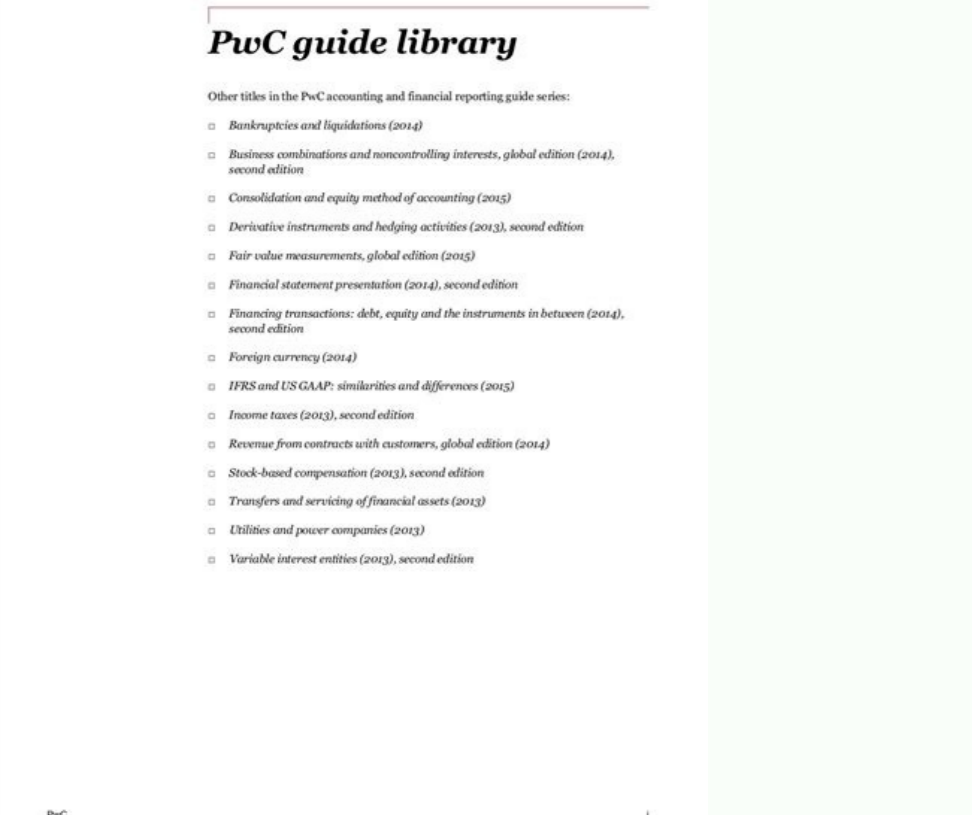 PwC guide library
Other titles in the PwC accounting and financial reporting guide series:
Bankruptcies and liquidations (2014)
Business combinations and noncontrolling interests, global edition (2014),
second edition
Consolidation and equity method of accounting (2015)
Derivative instruments and hedging activities (2013), second edition
Fair value measurements, global edition (2015)
Financial statement presentation (2014), second edition
Financing transactions: debt, equity and the instruments in between (2014),
second edition
Foreign currency (2014)
IFRS and US GAAP: similarities and differences (2015)
Income taxes (2013), second edition
Revenue from contracts with customers, global edition (2014)
Stock-based compensation (2013), second edition
Transfers and servicing of financial assets (2013)
Utilities and power companies (2013)
Variable interest entities (2013), second edition
PwC